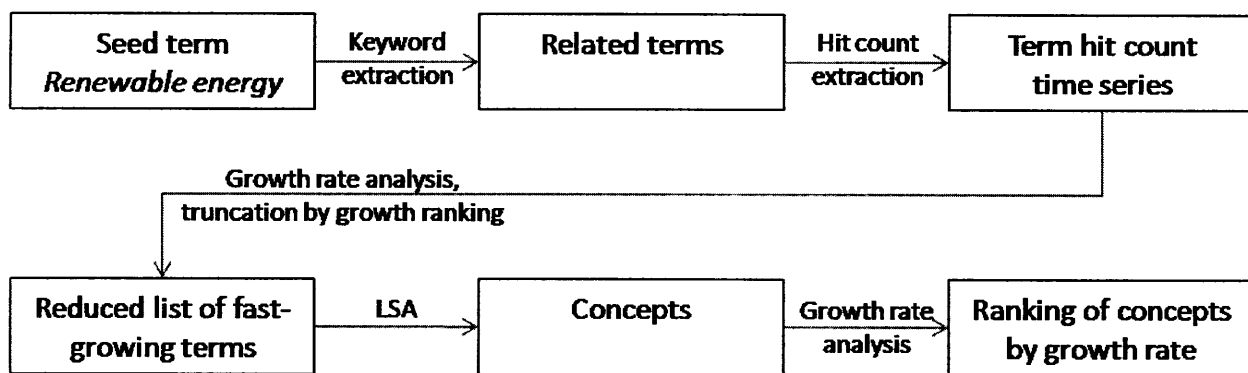 Seed term
Renewable energy
Keyword
extraction
Related terms
Hit count
extraction
Term hit count
time series
Growth rate analysis,
truncation by growth ranking
Reduced list of fast-
growing terms
LSA
Concepts
Growth rate
analysis
Ranking of concepts
by growth rate